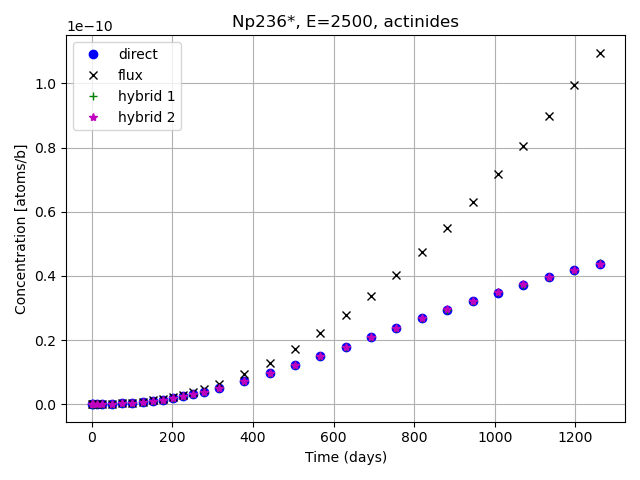 Np236*, E=2500, actinides
1e−10
direct
flux
hybrid 1
hybrid 2
1.0
0.8
0.6
0.4
0.2
0.0
Concentration [atoms/b]
0 200 400 600 800 1000 1200
Time (days)